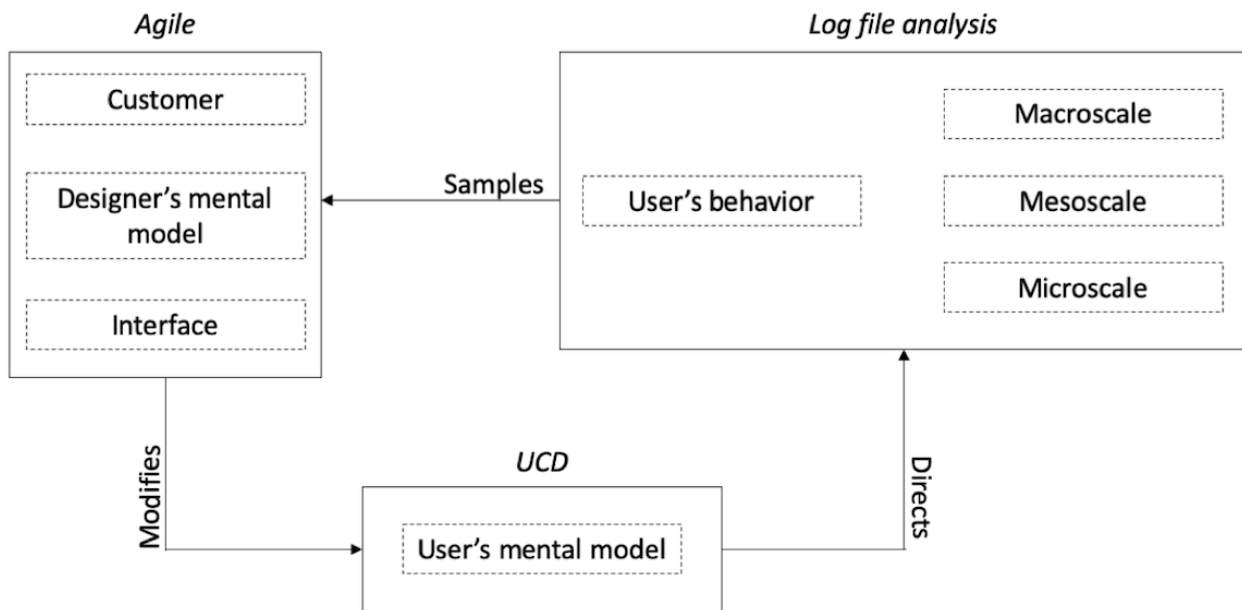 Agile
Log file analysis
Customer
Designer’s mental
model
Interface
Samples
User’s behavior
Macroscale
Mesoscale
Microscale
Modifies
UCD
User’s mental model
Directs